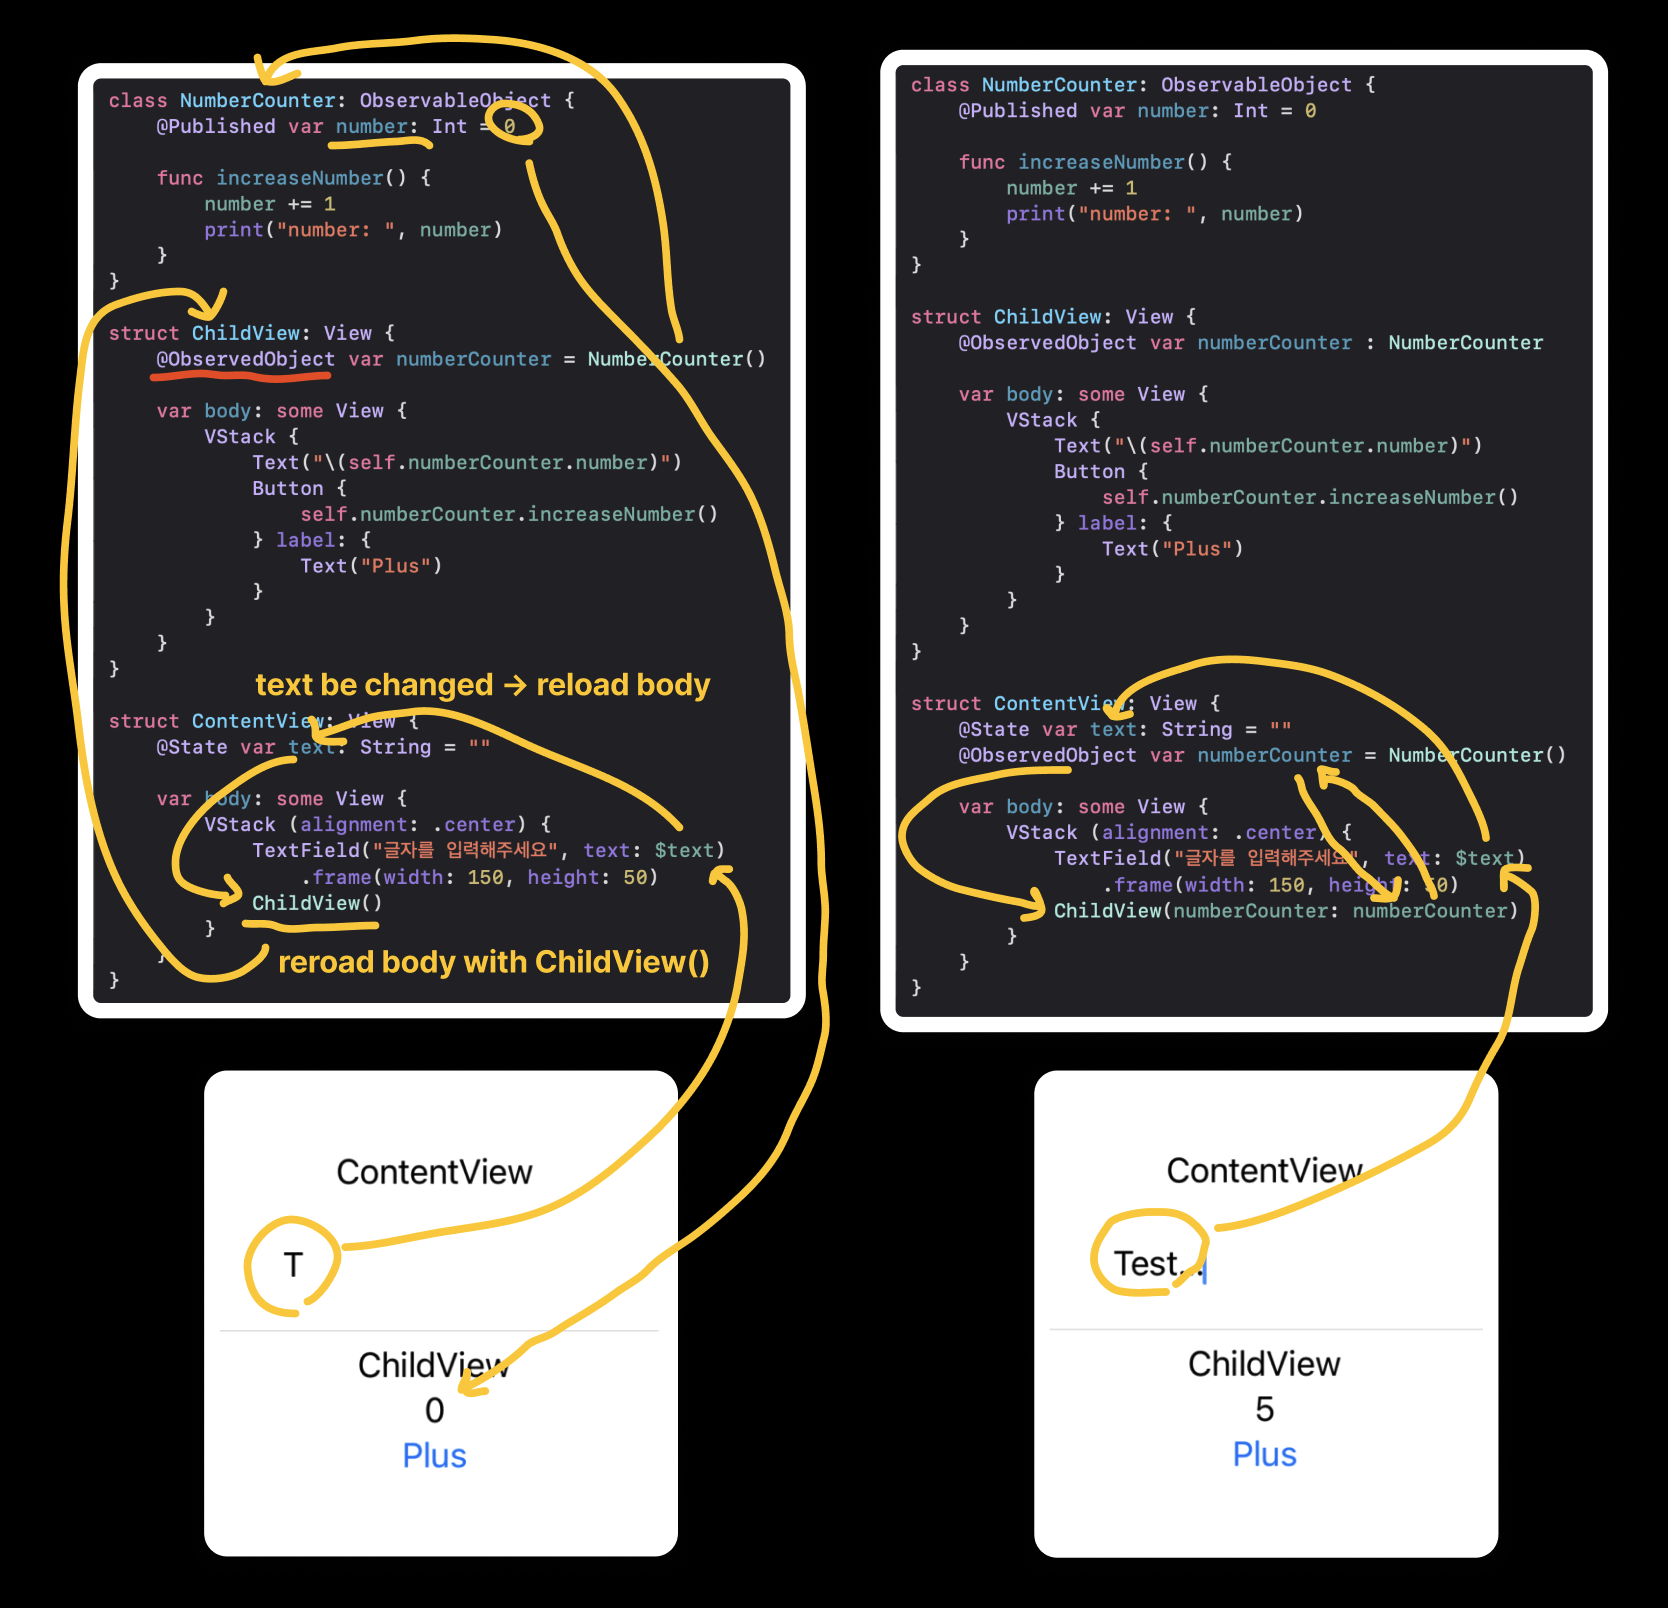 class NumberCounter: ObservableObject {
@Published var number: Int = 0
func increaseNumber() {
number += 1
print("number: ", number)
}
}
struct ChildView: View {
@ObservedObject var numberCounter = NumberCounter()
var body: some View {
VStack {
Text("\(self.numberCounter.number)")
Button {
self.numberCounter.increaseNumber()
} label: {
Text("Plus")
}
}
}
}
text be changed → reload body
struct ContentView: View {
@State var text: String = ""
var body: some View {
VStack (alignment: .center) {
TextField("글자를 입력해주세요", text: $text)
.frame(width: 150, height: 50)
ChildView()
}
}
reroad body with ChildView()
}
ContentView
T
ChildView
0
Plus
class NumberCounter: ObservableObject {
@Published var number: Int = 0
func increaseNumber() {
number += 1
print("number: ", number)
}
}
struct ChildView: View {
@ObservedObject var numberCounter : NumberCounter
var body: some View {
VStack {
Text("\(self.numberCounter.number)")
Button {
self.numberCounter.increaseNumber()
} label: {
Text("Plus")
}
}
}
}
struct ContentView: View {
@State var text: String = ""
@ObservedObject var numberCounter = NumberCounter()
var body: some View {
VStack (alignment: .center) {
TextField("글자를 입력해주세요", text: $text)
.frame(width: 150, height: 50)
ChildView(numberCounter: numberCounter)
}
}
}
ContentView
Test...
ChildView
5
Plus